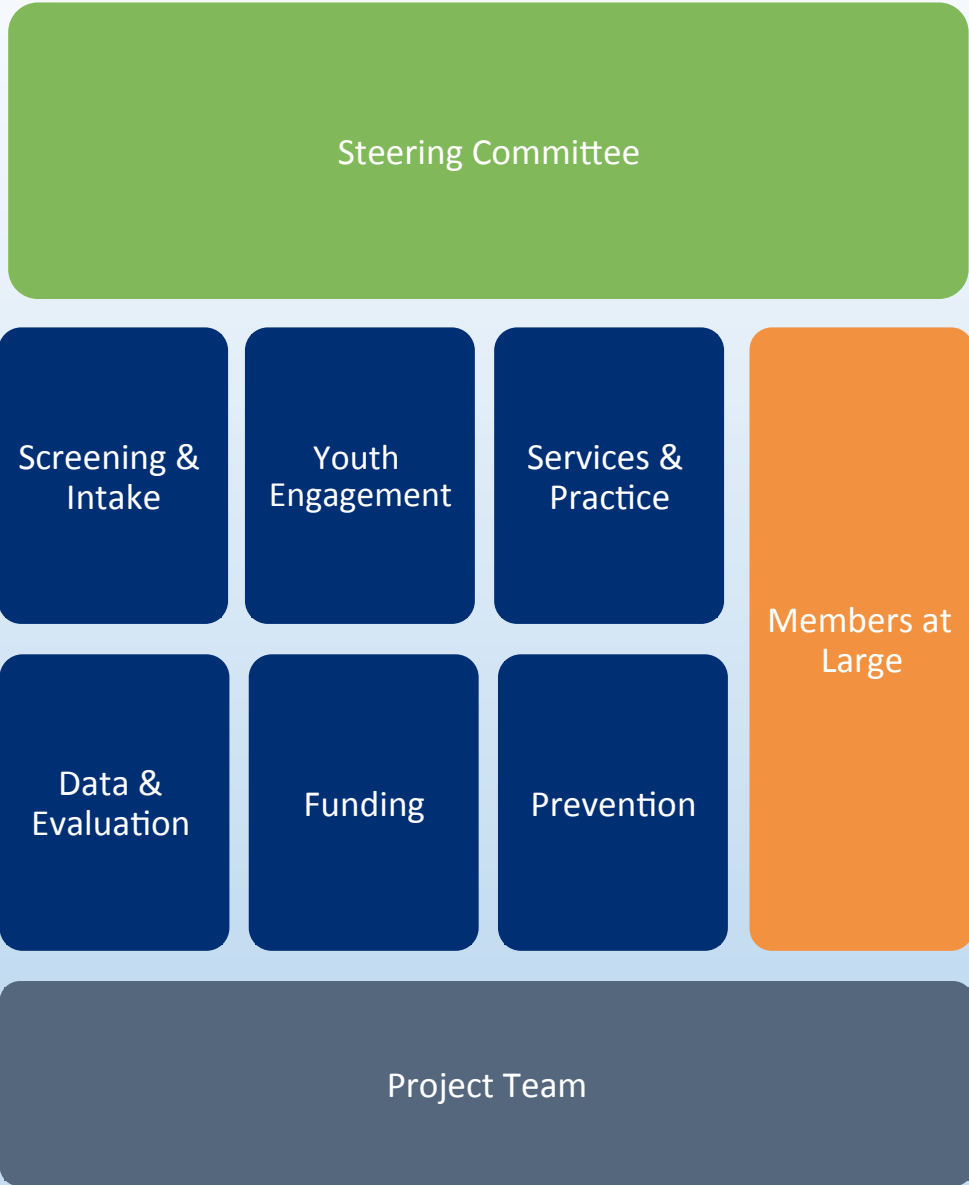 Steering Committee
Screening &
Intake
Youth
Engagement
Services &
Practice
Members at
Large
Data &
Evaluation
Funding
Prevention
Project Team